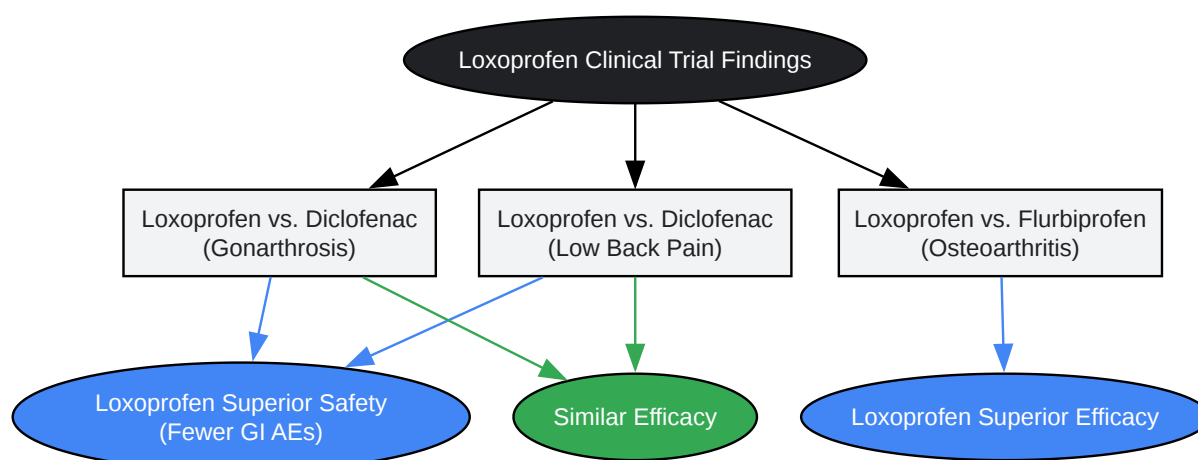 Loxoprofen Clinical Trial Findings
Loxoprofen vs. Diclofenac
(Gonarthrosis)
Loxoprofen vs. Diclofenac
(Low Back Pain)
Loxoprofen vs. Flurbiprofen
(Osteoarthritis)
Loxoprofen Superior Safety
(Fewer GI AEs)
Similar Efficacy
Loxoprofen Superior Efficacy